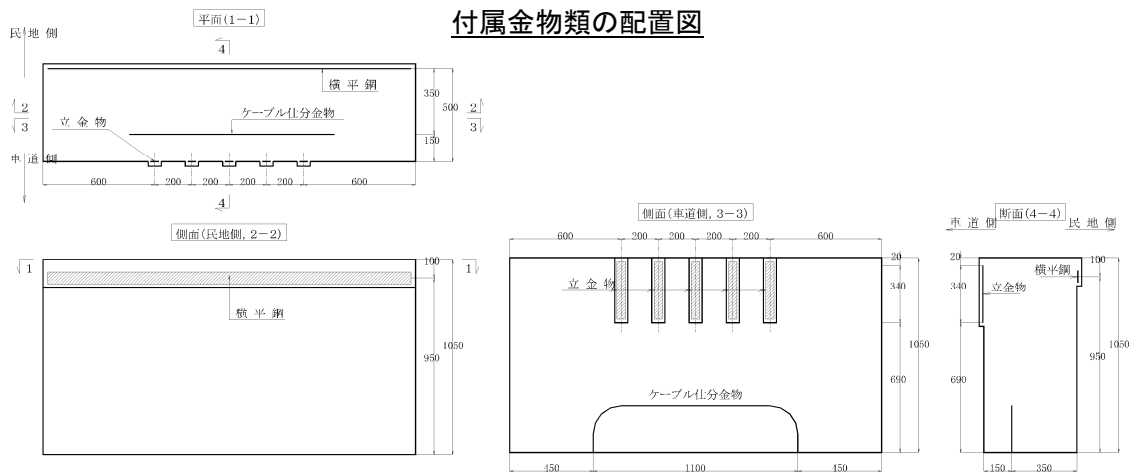 付属金物類の配置図
平面(1-1)
民 地 側
4
横 平 鋼
350
500
2
2
ケーブル仕分金物
3
3
立 金 物
150
車 道 側
600
200
200
200
200
600
4
側面(民地側, 2-2)
1
1
100
横 平 鋼
950
1050
側面(車道側, 3-3)
600
200
200
200
200
600
20
立 金 物
340
1050
690
ケーブル仕分金物
450
1100
450
断面(4-4)
車 道 側
民 地 側
20
100
横平鋼
340
立金物
1050
950
690
150
350